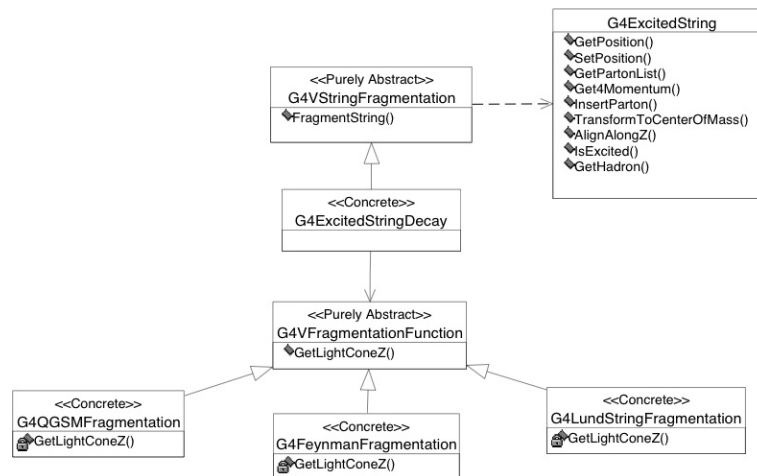 G4ExcitedString
GetPosition()
SetPosition()
GetPartonList()
Get4Momentum()
InsertParton()
TransformToCenterOfMass()
AlignAlongZ()
IsExcited()
GetHadron()
<<Purely Abstract>>
G4VStringFragmentation
FragmentString()
<<Concrete>>
G4ExcitedStringDecay
<<Purely Abstract>>
G4VFragmentationFunction
GetLightConeZ()
<<Concrete>>
G4QGSMFragmentation
GetLightConeZ()
<<Concrete>>
G4FeynmanFragmentation
GetLightConeZ()
<<Concrete>>
G4LundStringFragmentation
GetLightConeZ()